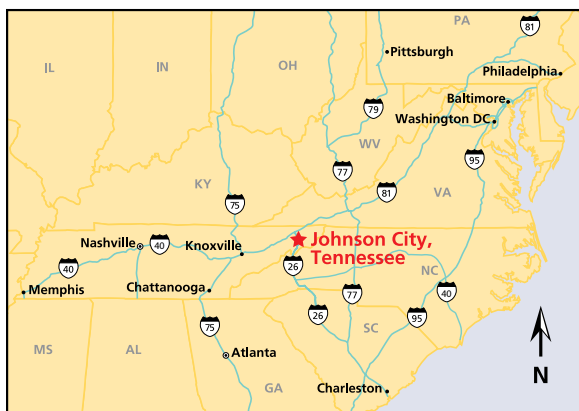 PA
81
IL
IN
OH
Pittsburgh
Philadelphia
Baltimore
79
Washington DC
WV
95
77
KY
81
VA
75
Johnson City,
Tennessee
Nashville
40
Knoxville
26
NC
40
Memphis
Chattanooga
77
40
26
95
SC
75
MS
AL
Atlanta
GA
Charleston
N